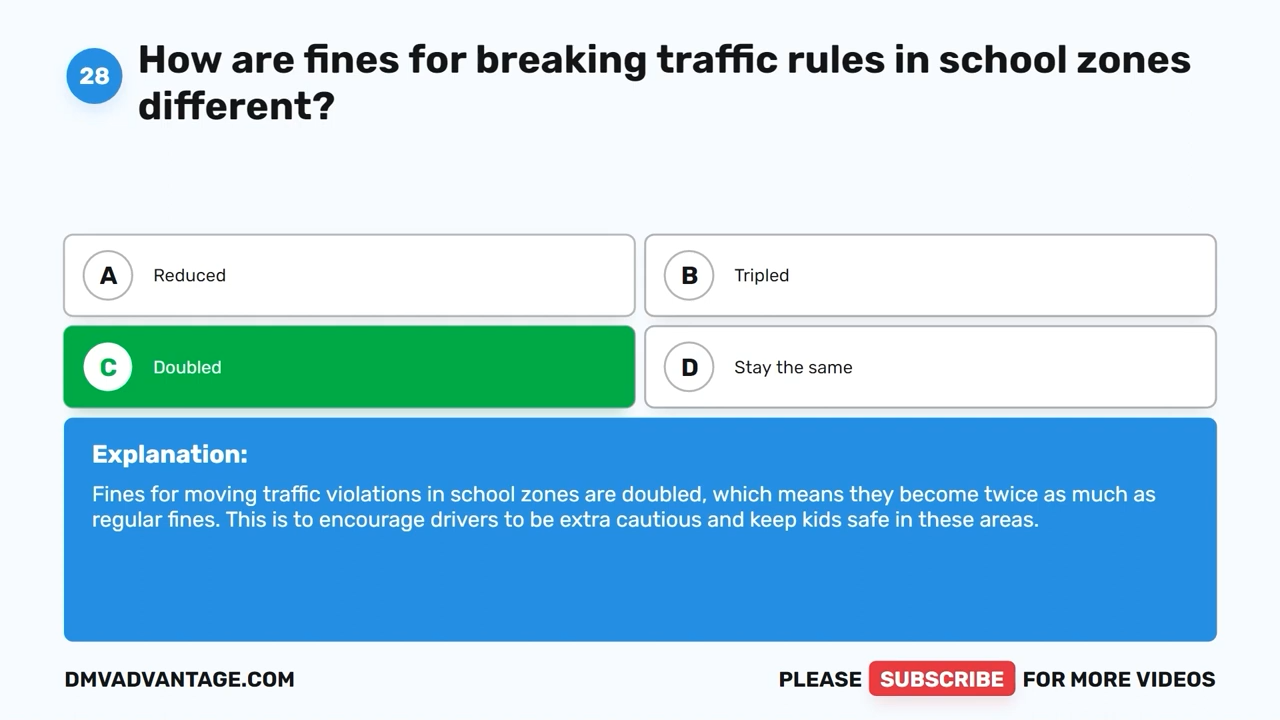 28
How are fines for breaking traffic rules in school zones
different?
A Reduced
B Tripled
C Doubled
D Stay the same
Explanation:
Fines for moving traffic violations in school zones are doubled, which means they become twice as much as
regular fines. This is to encourage drivers to be extra cautious and keep kids safe in these areas.
DMVADVANTAGE.COM
PLEASE SUBSCRIBE FOR MORE VIDEOS